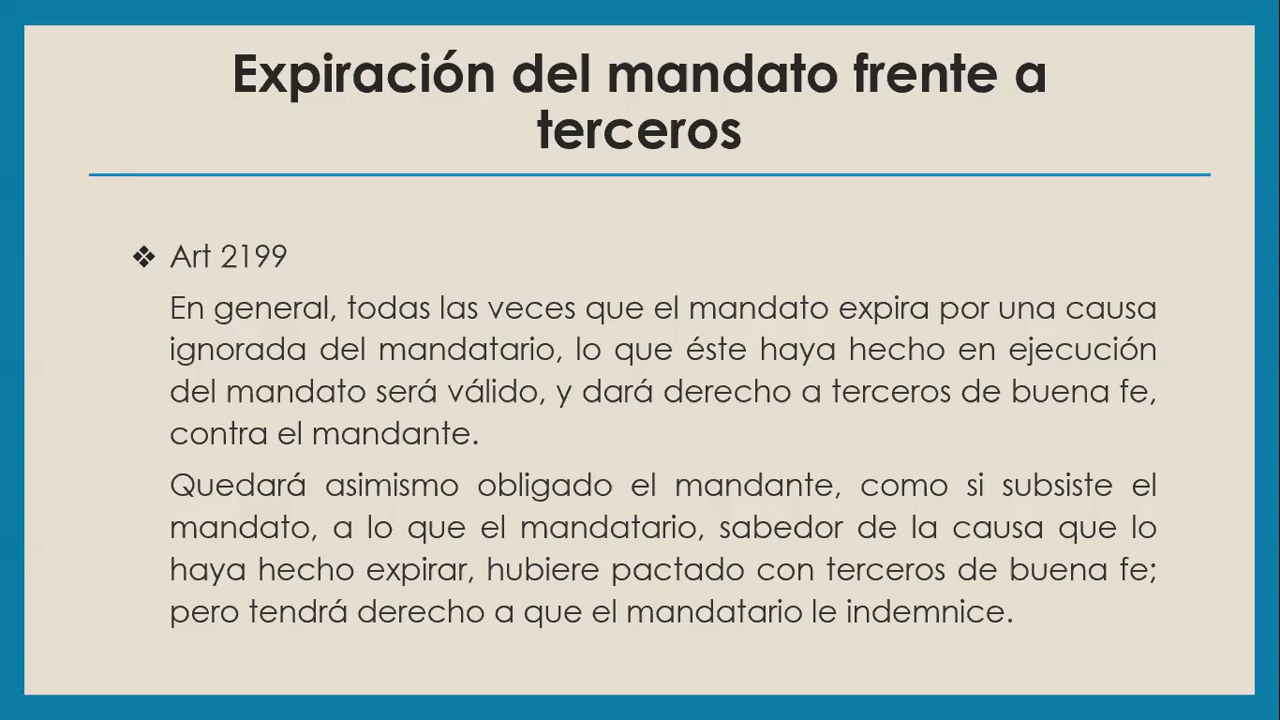 Expiración del mandato frente a
terceros
❖ Art 2199
En general, todas las veces que el mandato expira por una causa
ignorada del mandatario, lo que éste haya hecho en ejecución
del mandato será válido, y dará derecho a terceros de buena fe,
contra el mandante.
Quedará asimismo obligado el mandante, como si subsiste el
mandato, a lo que el mandatario, sabedor de la causa que lo
haya hecho expirar, hubiere pactado con terceros de buena fe;
pero tendrá derecho a que el mandatario le indemnice.